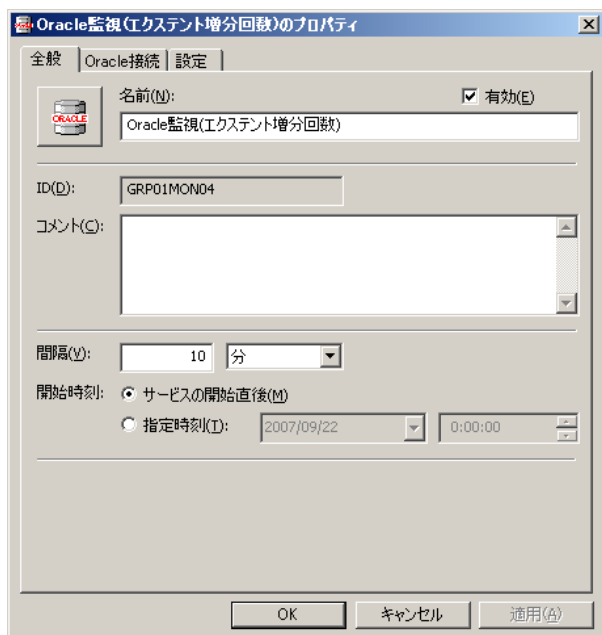 Oracle監視(エクステント増分回数)のプロパティ
全般 Oracle接続 設定
名前(N): 有効(E)
ORACLE
Oracle監視(エクステント増分回数)
ID(D): GRP01MON04
コメント(C):
間隔(V): 10 分
開始時刻: サービスの開始直後(M)
指定時刻(T): 2007/09/22 0:00:00
OK キャンセル 適用(A)